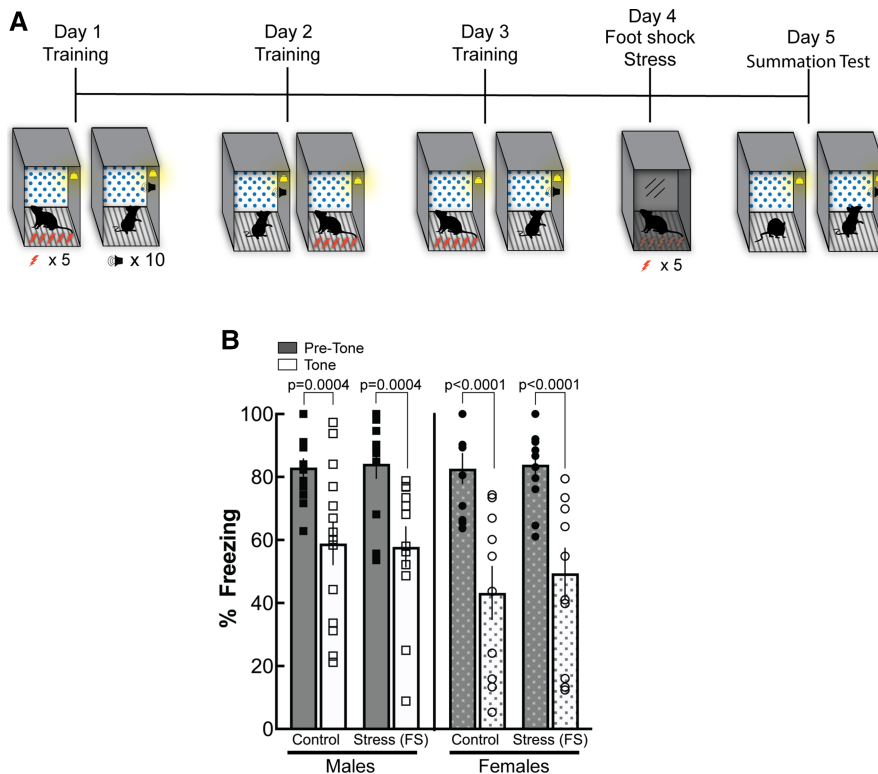 A
Day 1
Training
Day 2
Training
Day 3
Training
Day 4
Foot shock
Stress
Day 5
Summation Test
x 5
x 10
x 5
B
Pre-Tone
Tone
p=0.0004
p=0.0004
p<0.0001
p<0.0001
% Freezing
100
80
60
40
20
0
Control
Stress (FS)
Control
Stress (FS)
Males
Females